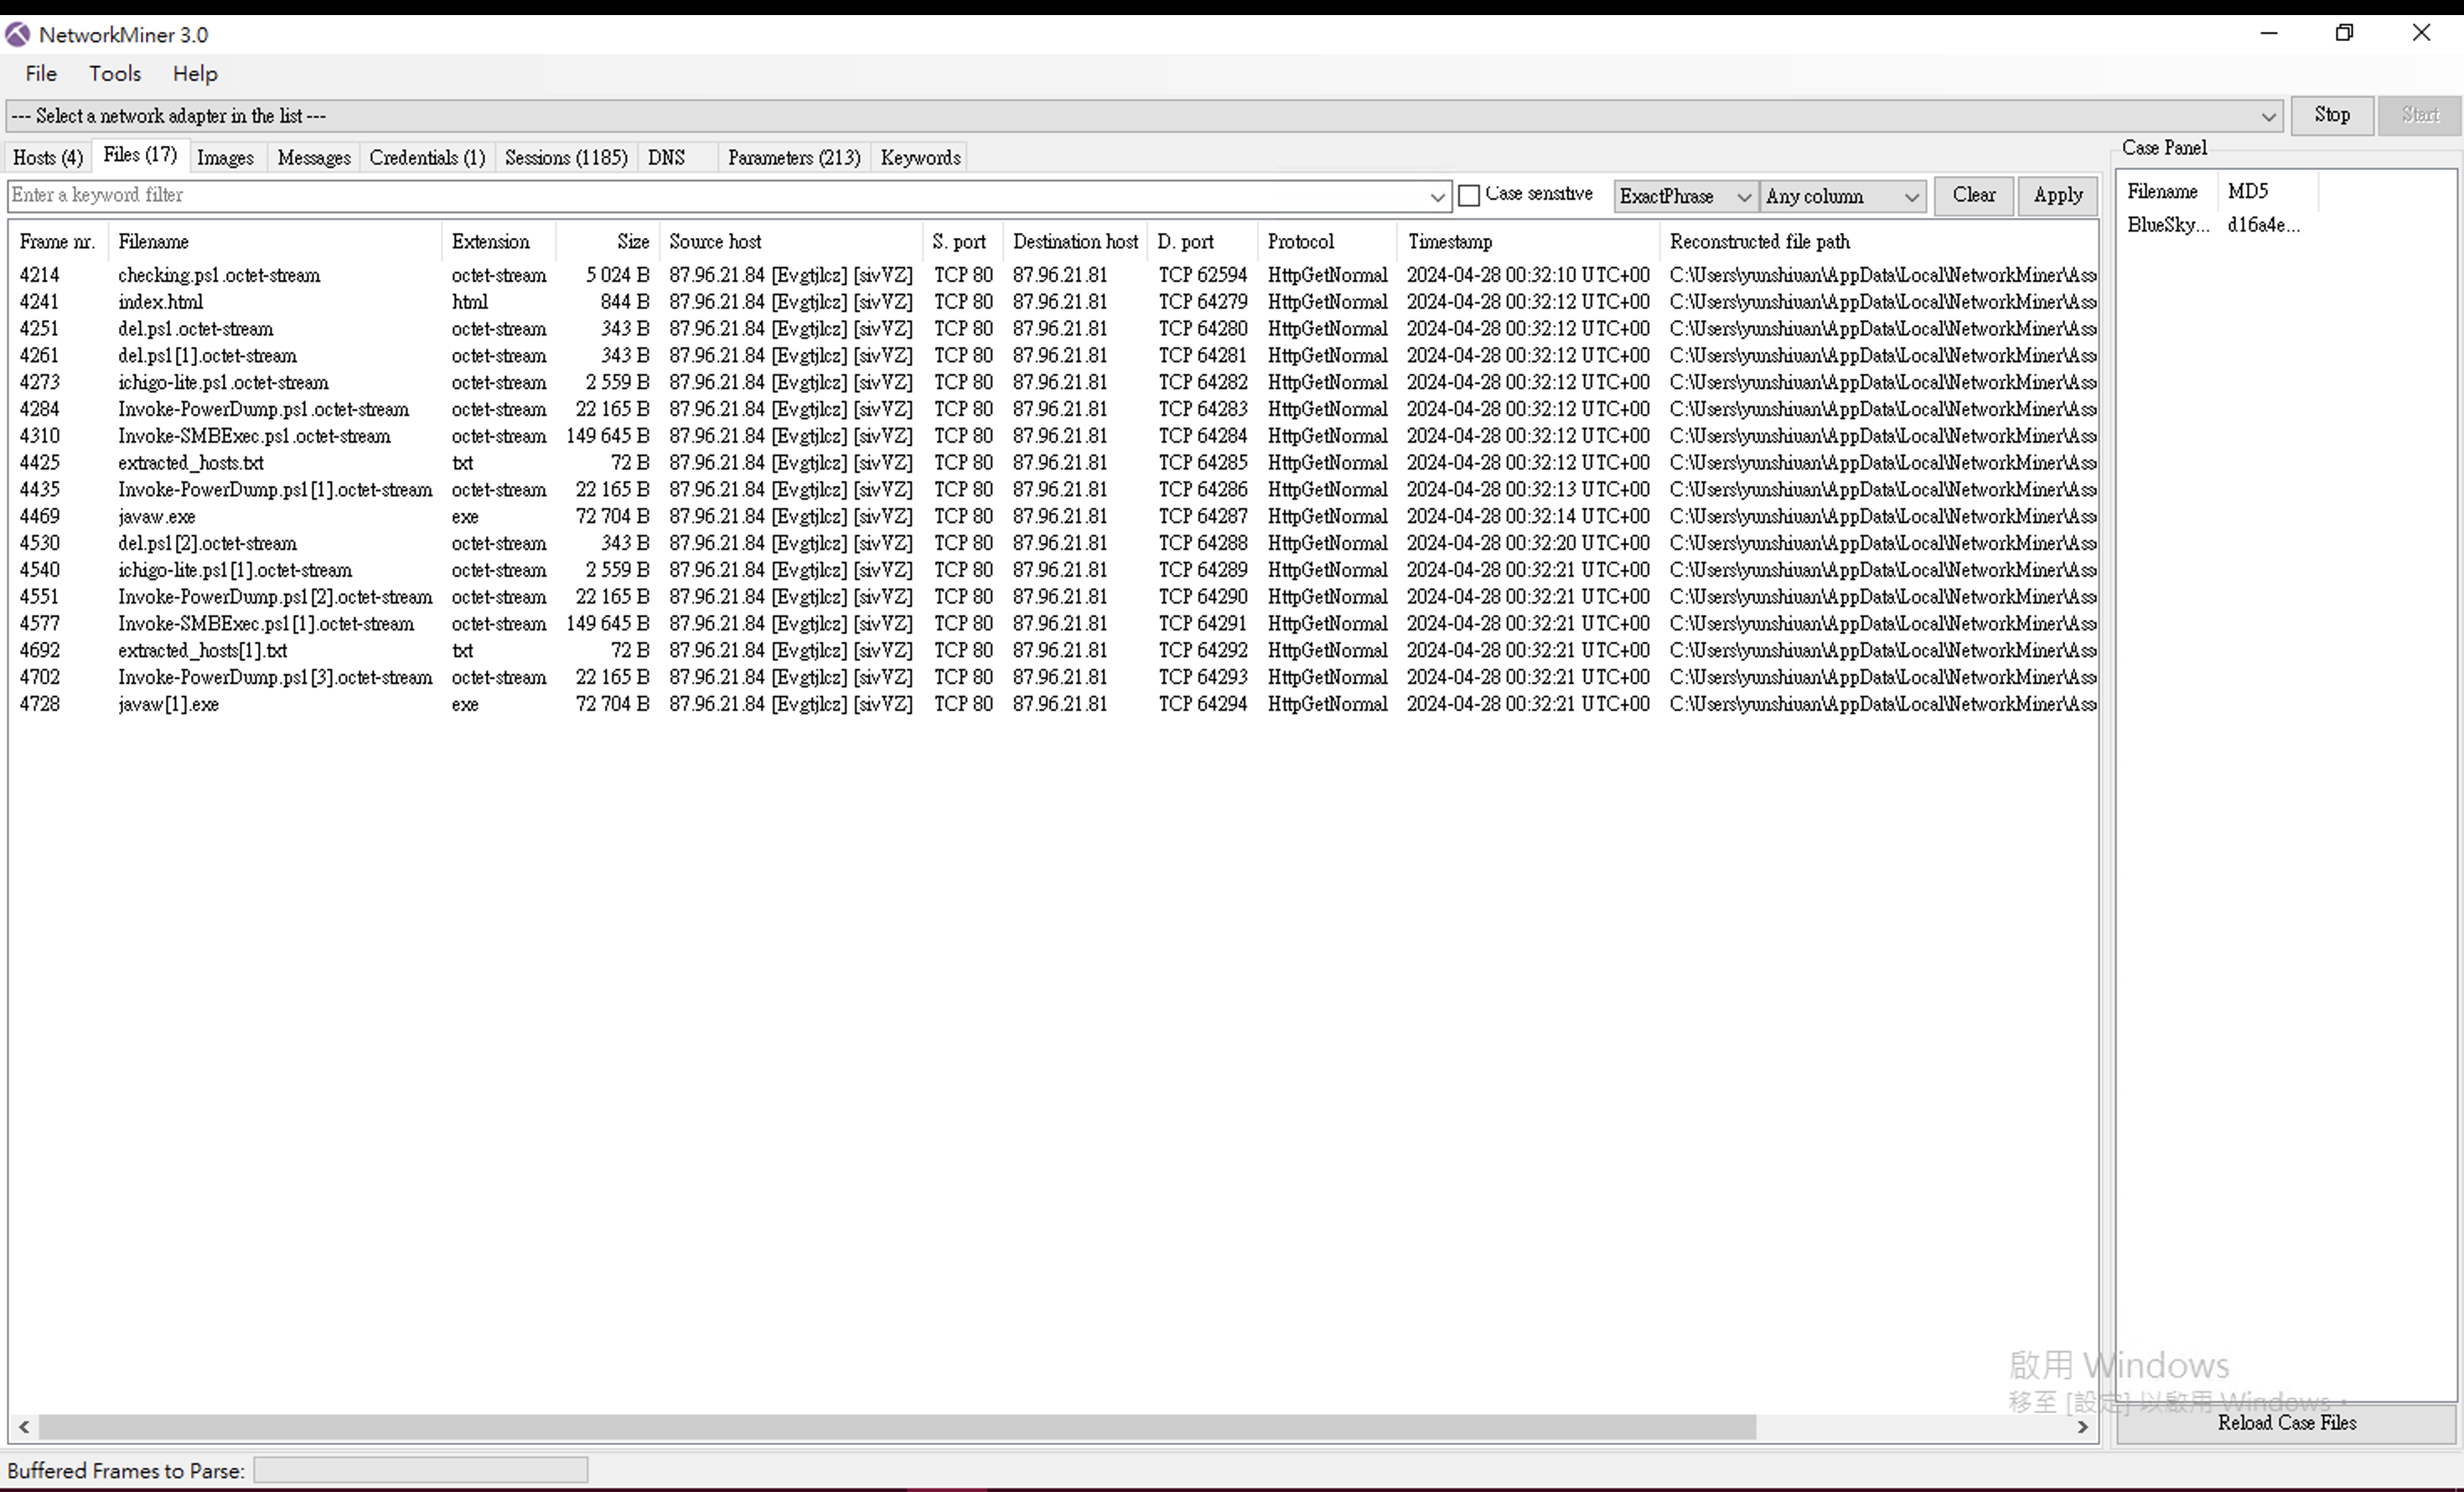 NetworkMiner 3.0
File Tools Help
--- Select a network adapter in the list --- Stop Start
Hosts (4) Files (17) Images Messages Credentials (1) Sessions (1185) DNS Parameters (213) Keywords Case Panel
Enter a keyword filter Case sensitive ExactPhrase Any column Clear Apply Filename MD5
BlueSky... d16a4e...
Frame nr. Filename Extension Size Source host S. port Destination host D. port Protocol Timestamp Reconstructed file path
4214 checking.ps1.octet-stream octet-stream 5 024 B 87.96.21.84 [Evgtjlcz] [sivVZ] TCP 80 87.96.21.81 TCP 62594 HttpGetNormal 2024-04-28 00:32:10 UTC+00 C:\Users\yunshiuan\AppData\Local\NetworkMiner\Ass
4241 index.html html 844 B 87.96.21.84 [Evgtjlcz] [sivVZ] TCP 80 87.96.21.81 TCP 64279 HttpGetNormal 2024-04-28 00:32:12 UTC+00 C:\Users\yunshiuan\AppData\Local\NetworkMiner\Ass
4251 del.ps1.octet-stream octet-stream 343 B 87.96.21.84 [Evgtjlcz] [sivVZ] TCP 80 87.96.21.81 TCP 64280 HttpGetNormal 2024-04-28 00:32:12 UTC+00 C:\Users\yunshiuan\AppData\Local\NetworkMiner\Ass
4261 del.ps1[1].octet-stream octet-stream 343 B 87.96.21.84 [Evgtjlcz] [sivVZ] TCP 80 87.96.21.81 TCP 64281 HttpGetNormal 2024-04-28 00:32:12 UTC+00 C:\Users\yunshiuan\AppData\Local\NetworkMiner\Ass
4273 ichigo-lite.ps1.octet-stream octet-stream 2 559 B 87.96.21.84 [Evgtjlcz] [sivVZ] TCP 80 87.96.21.81 TCP 64282 HttpGetNormal 2024-04-28 00:32:12 UTC+00 C:\Users\yunshiuan\AppData\Local\NetworkMiner\Ass
4284 Invoke-PowerDump.ps1.octet-stream octet-stream 22 165 B 87.96.21.84 [Evgtjlcz] [sivVZ] TCP 80 87.96.21.81 TCP 64283 HttpGetNormal 2024-04-28 00:32:12 UTC+00 C:\Users\yunshiuan\AppData\Local\NetworkMiner\Ass
4310 Invoke-SMBExec.ps1.octet-stream octet-stream 149 645 B 87.96.21.84 [Evgtjlcz] [sivVZ] TCP 80 87.96.21.81 TCP 64284 HttpGetNormal 2024-04-28 00:32:12 UTC+00 C:\Users\yunshiuan\AppData\Local\NetworkMiner\Ass
4425 extracted_hosts.txt txt 72 B 87.96.21.84 [Evgtjlcz] [sivVZ] TCP 80 87.96.21.81 TCP 64285 HttpGetNormal 2024-04-28 00:32:12 UTC+00 C:\Users\yunshiuan\AppData\Local\NetworkMiner\Ass
4435 Invoke-PowerDump.ps1[1].octet-stream octet-stream 22 165 B 87.96.21.84 [Evgtjlcz] [sivVZ] TCP 80 87.96.21.81 TCP 64286 HttpGetNormal 2024-04-28 00:32:13 UTC+00 C:\Users\yunshiuan\AppData\Local\NetworkMiner\Ass
4469 javaw.exe exe 72 704 B 87.96.21.84 [Evgtjlcz] [sivVZ] TCP 80 87.96.21.81 TCP 64287 HttpGetNormal 2024-04-28 00:32:14 UTC+00 C:\Users\yunshiuan\AppData\Local\NetworkMiner\Ass
4530 del.ps1[2].octet-stream octet-stream 343 B 87.96.21.84 [Evgtjlcz] [sivVZ] TCP 80 87.96.21.81 TCP 64288 HttpGetNormal 2024-04-28 00:32:20 UTC+00 C:\Users\yunshiuan\AppData\Local\NetworkMiner\Ass
4540 ichigo-lite.ps1[1].octet-stream octet-stream 2 559 B 87.96.21.84 [Evgtjlcz] [sivVZ] TCP 80 87.96.21.81 TCP 64289 HttpGetNormal 2024-04-28 00:32:21 UTC+00 C:\Users\yunshiuan\AppData\Local\NetworkMiner\Ass
4551 Invoke-PowerDump.ps1[2].octet-stream octet-stream 22 165 B 87.96.21.84 [Evgtjlcz] [sivVZ] TCP 80 87.96.21.81 TCP 64290 HttpGetNormal 2024-04-28 00:32:21 UTC+00 C:\Users\yunshiuan\AppData\Local\NetworkMiner\Ass
4577 Invoke-SMBExec.ps1[1].octet-stream octet-stream 149 645 B 87.96.21.84 [Evgtjlcz] [sivVZ] TCP 80 87.96.21.81 TCP 64291 HttpGetNormal 2024-04-28 00:32:21 UTC+00 C:\Users\yunshiuan\AppData\Local\NetworkMiner\Ass
4692 extracted_hosts[1].txt txt 72 B 87.96.21.84 [Evgtjlcz] [sivVZ] TCP 80 87.96.21.81 TCP 64292 HttpGetNormal 2024-04-28 00:32:21 UTC+00 C:\Users\yunshiuan\AppData\Local\NetworkMiner\Ass
4702 Invoke-PowerDump.ps1[3].octet-stream octet-stream 22 165 B 87.96.21.84 [Evgtjlcz] [sivVZ] TCP 80 87.96.21.81 TCP 64293 HttpGetNormal 2024-04-28 00:32:21 UTC+00 C:\Users\yunshiuan\AppData\Local\NetworkMiner\Ass
4728 javaw[1].exe exe 72 704 B 87.96.21.84 [Evgtjlcz] [sivVZ] TCP 80 87.96.21.81 TCP 64294 HttpGetNormal 2024-04-28 00:32:21 UTC+00 C:\Users\yunshiuan\AppData\Local\NetworkMiner\Ass
啟用 Windows
移至 [設定] 以啟用 Windows。
Reload Case Files
Buffered Frames to Parse: